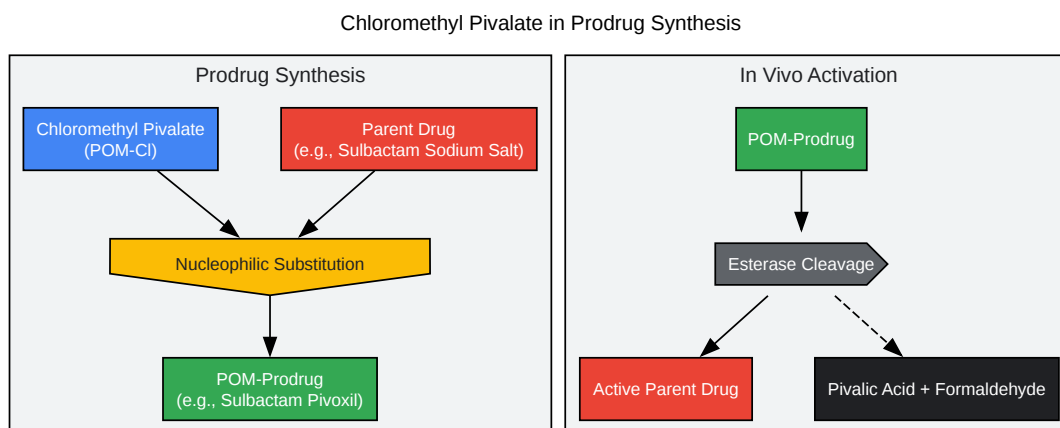 Chloromethyl Pivalate in Prodrug Synthesis
Prodrug Synthesis
Chloromethyl Pivalate
(POM-Cl)
Parent Drug
(e.g., Sulbactam Sodium Salt)
Nucleophilic Substitution
POM-Prodrug
(e.g., Sulbactam Pivoxil)
In Vivo Activation
POM-Prodrug
Esterase Cleavage
Active Parent Drug
Pivalic Acid + Formaldehyde